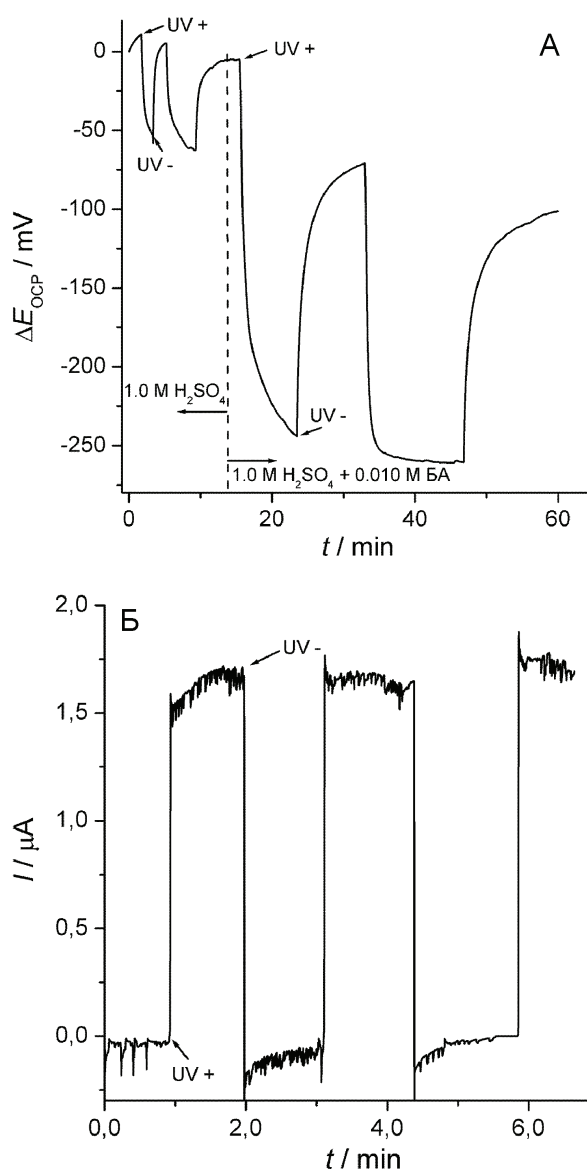 А
UV +
UV +
UV -
UV -
0
-50
-100
-150
-200
-250
ΔE_OCP / mV
1.0 M H₂SO₄
1.0 M H₂SO₄ + 0.010 M БА
0 20 40 60
t / min
Б
UV -
UV +
2,0
1,5
1,0
0,5
0,0
I / μA
0,0 2,0 4,0 6,0
t / min